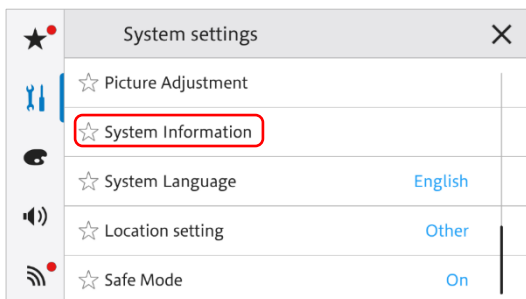 System settings
Picture Adjustment
System Information
System Language English
Location setting Other
Safe Mode On